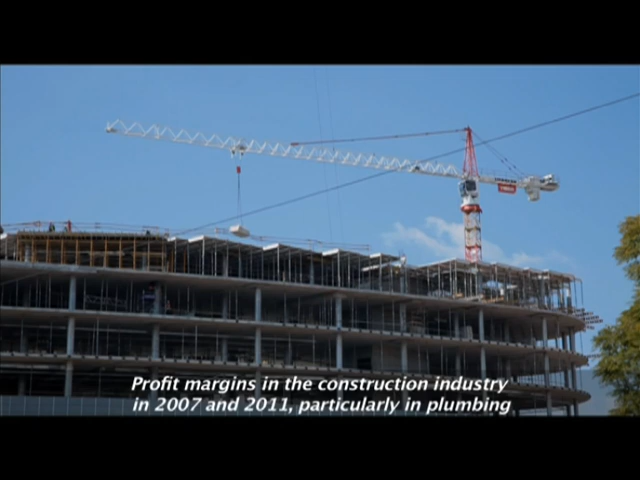 Profit margins in the construction industry
in 2007 and 2011, particularly in plumbing